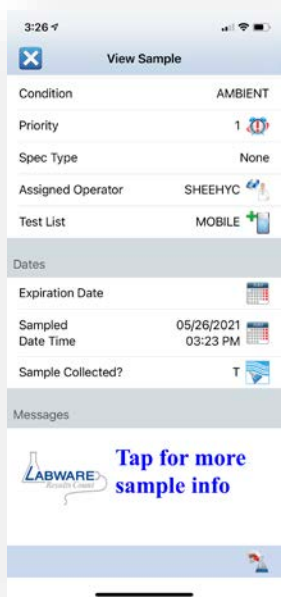 3:26
View Sample
Condition AMBIENT
Priority 1
Spec Type None
Assigned Operator SHEEHYC
Test List MOBILE
Dates
Expiration Date
Sampled 05/26/2021
Date Time 03:23 PM
Sample Collected? T
Messages
LABWARE Tap for more
Results Count sample info